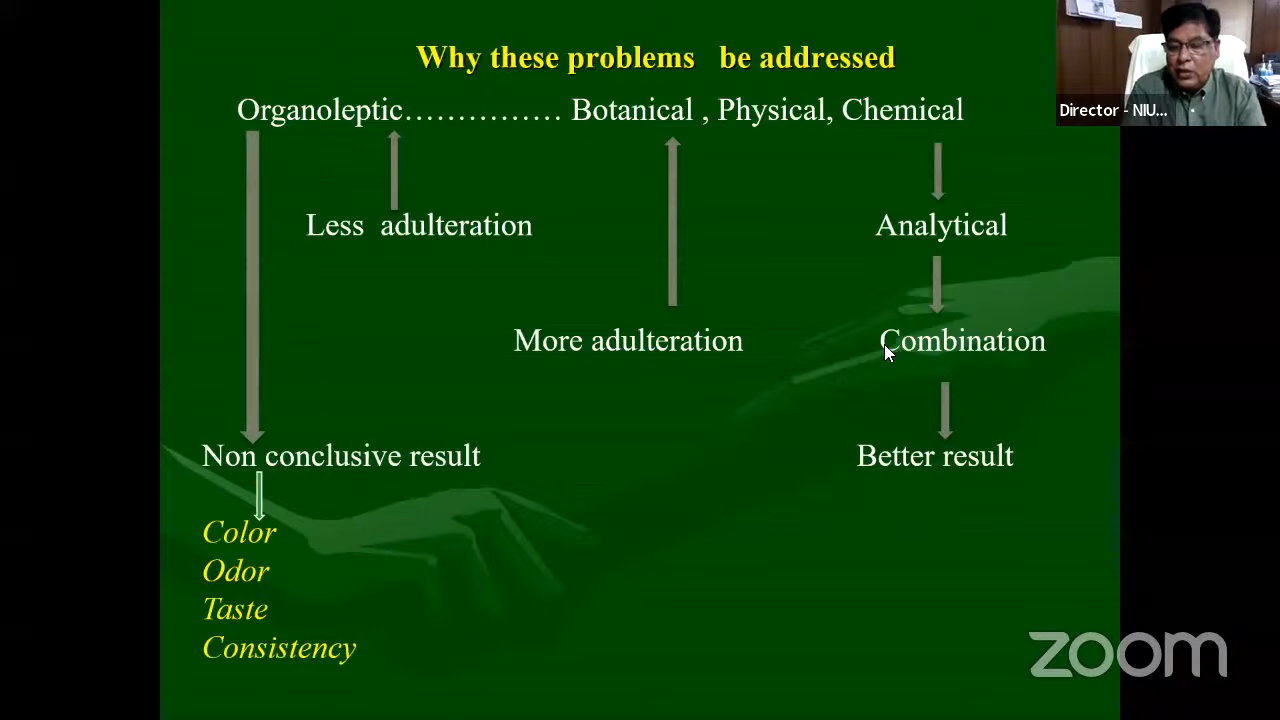 Why these problems be addressed
Director - NIU...
Organoleptic............... Botanical , Physical, Chemical
Less adulteration
Analytical
More adulteration
Combination
Non conclusive result
Better result
Color
Odor
Taste
Consistency
zoom